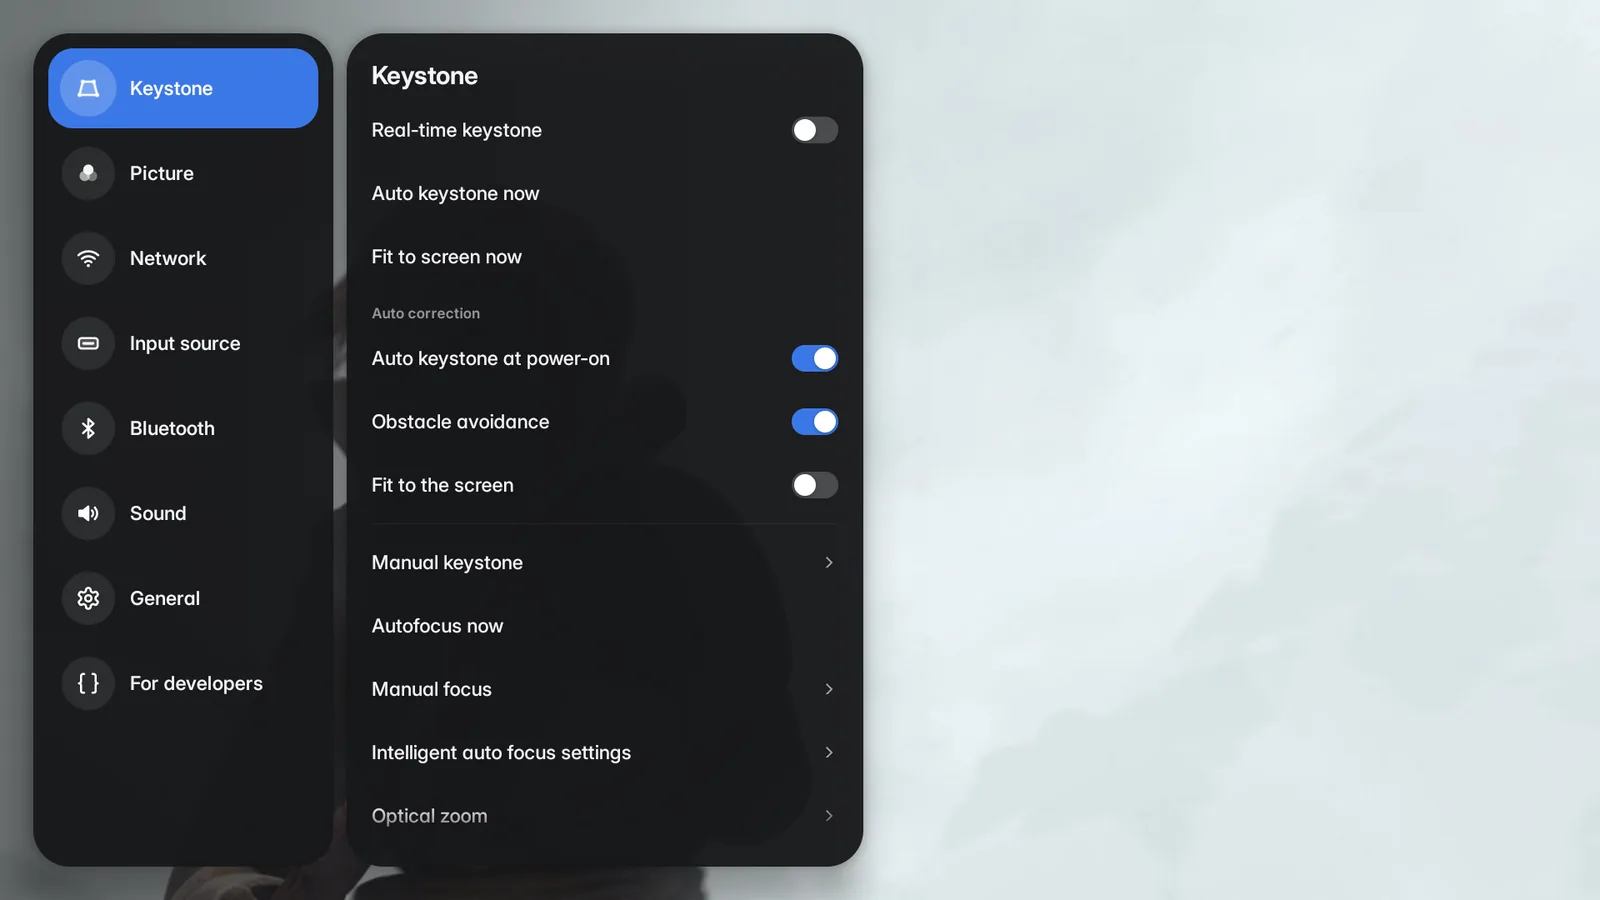 Keystone
Picture
Network
Input source
Bluetooth
Sound
General
For developers
Keystone
Real-time keystone
Auto keystone now
Fit to screen now
Auto correction
Auto keystone at power-on
Obstacle avoidance
Fit to the screen
Manual keystone
Autofocus now
Manual focus
Intelligent auto focus settings
Optical zoom